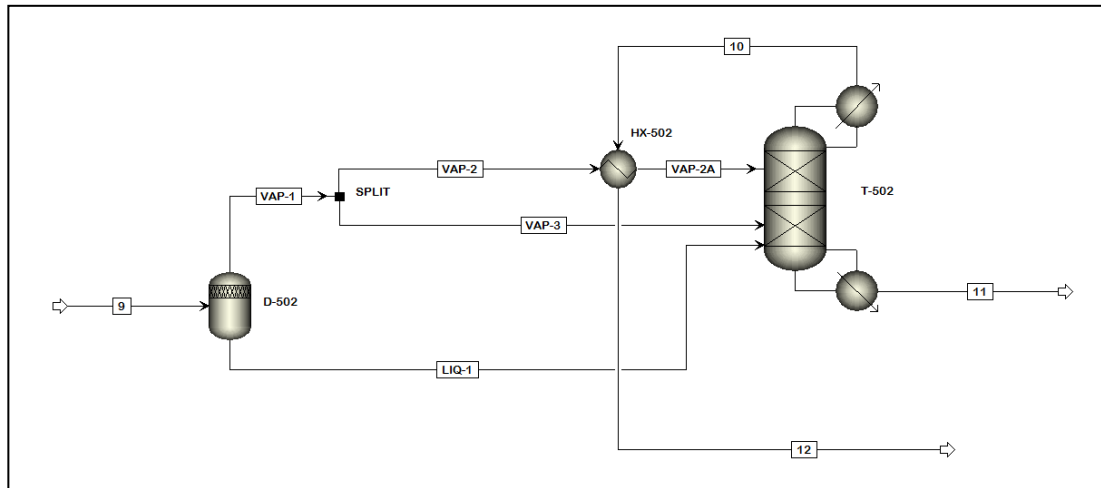 10
HX-502
VAP-2
VAP-2A
SPLIT
VAP-1
T-502
VAP-3
9
D-502
11
LIQ-1
12